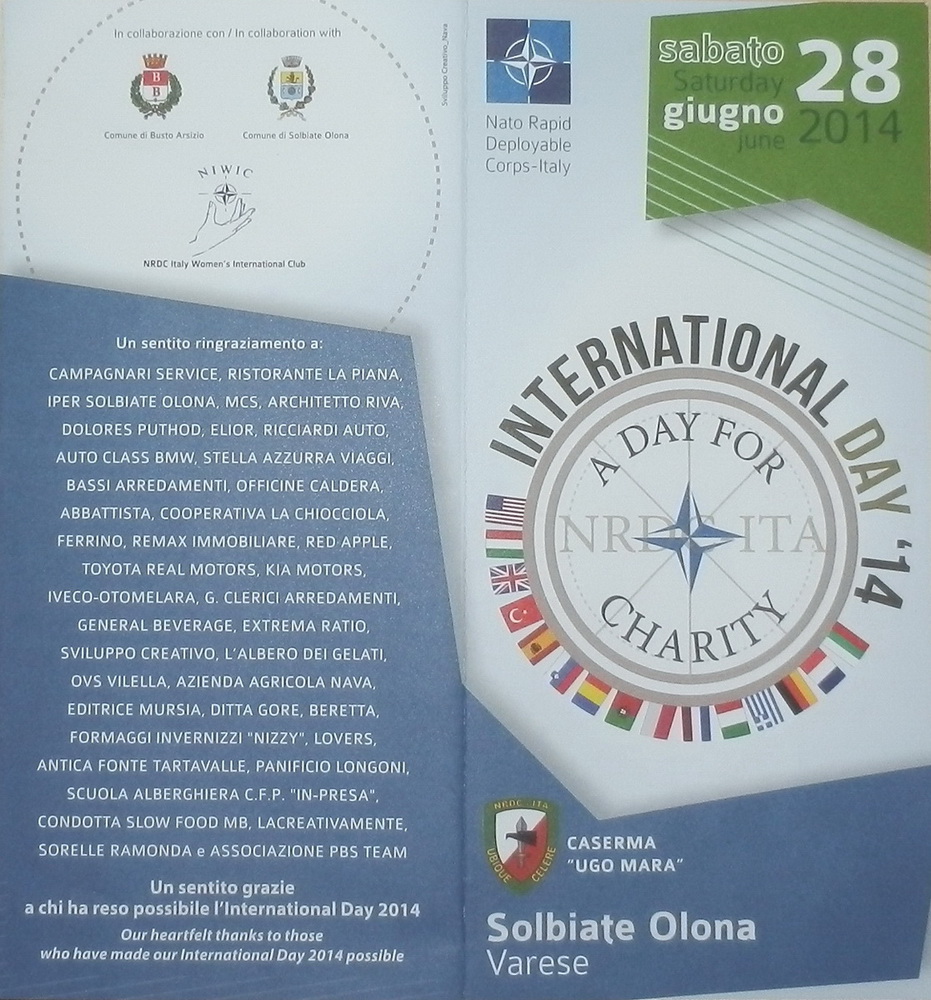 In collaborazione con / In collaboration with
B
B
Comune di Busto Arsizio
Comune di Solbiate Olona
NIWIC
NRDC Italy Women's International Club
Sviluppo Creativo_Nava
Un sentito ringraziamento a:
CAMPAGNARI SERVICE, RISTORANTE LA PIANA,
IPER SOLBIATE OLONA, MCS, ARCHITETTO RIVA,
DOLORES PUTHOD, ELIOR, RICCIARDI AUTO,
AUTO CLASS BMW, STELLA AZZURRA VIAGGI,
BASSI ARREDAMENTI, OFFICINE CALDERA,
ABBATTISTA, COOPERATIVA LA CHIOCCIOLA,
FERRINO, REMAX IMMOBILIARE, RED APPLE,
TOYOTA REAL MOTORS, KIA MOTORS,
IVECO-OTOMELARA, G. CLERICI ARREDAMENTI,
GENERAL BEVERAGE, EXTREMA RATIO,
SVILUPPO CREATIVO, L'ALBERO DEI GELATI,
OVS VILELLA, AZIENDA AGRICOLA NAVA,
EDITRICE MURSIA, DITTA GORE, BERETTA,
FORMAGGI INVERNIZZI "NIZZY", LOVERS,
ANTICA FONTE TARTAVALLE, PANIFICIO LONGONI,
SCUOLA ALBERGHIERA C.F.P. "IN-PRESA",
CONDOTTA SLOW FOOD MB, LACREATIVAMENTE,
SORELLE RAMONDA e ASSOCIAZIONE PBS TEAM
Un sentito grazie
a chi ha reso possibile l'International Day 2014
Our heartfelt thanks to those
who have made our International Day 2014 possible
Nato Rapid
Deployable
Corps-Italy
sabato 28
Saturday
giugno 2014
june
INTERNATIONAL DAY '14
A DAY FOR
NRDC ITA
CHARITY
NRDC ITA
UBIQUE CELERE
CASERMA
"UGO MARA"
Solbiate Olona
Varese